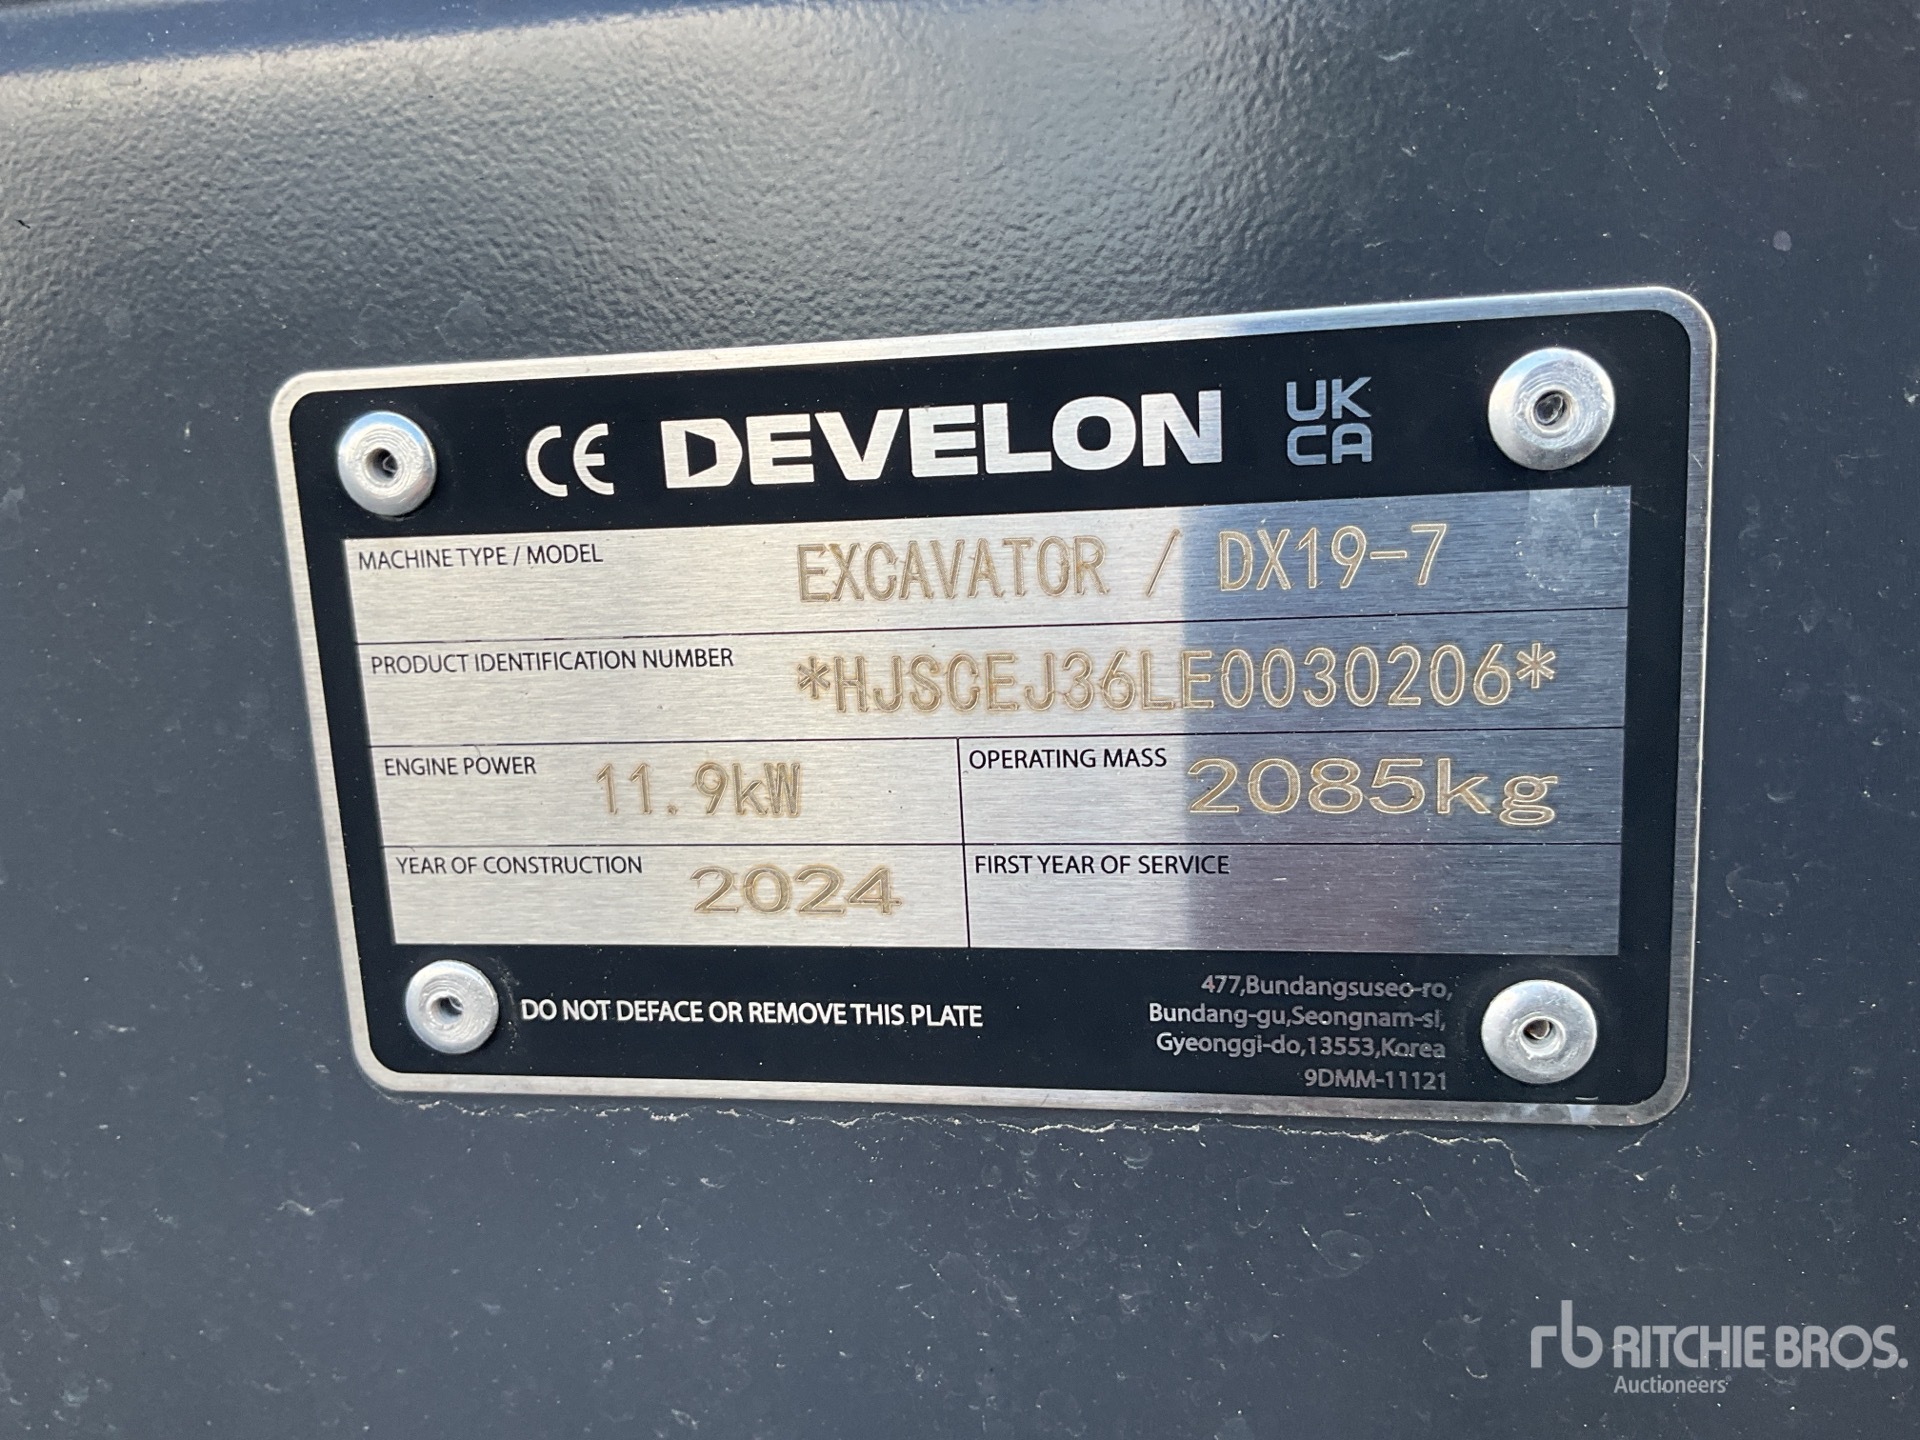 CE DEVELON UK CA
MACHINE TYPE / MODEL EXCAVATOR / DX19-7
PRODUCT IDENTIFICATION NUMBER *HJSCEJ36LE0030206*
ENGINE POWER 11.9kW OPERATING MASS 2085kg
YEAR OF CONSTRUCTION 2024 FIRST YEAR OF SERVICE
DO NOT DEFACE OR REMOVE THIS PLATE
477,Bundangsuseo-ro,
Bundang-gu,Seongnam-si,
Gyeonggi-do,13553,Korea
9DMM-11121
rb RITCHIE BROS.
Auctioneers